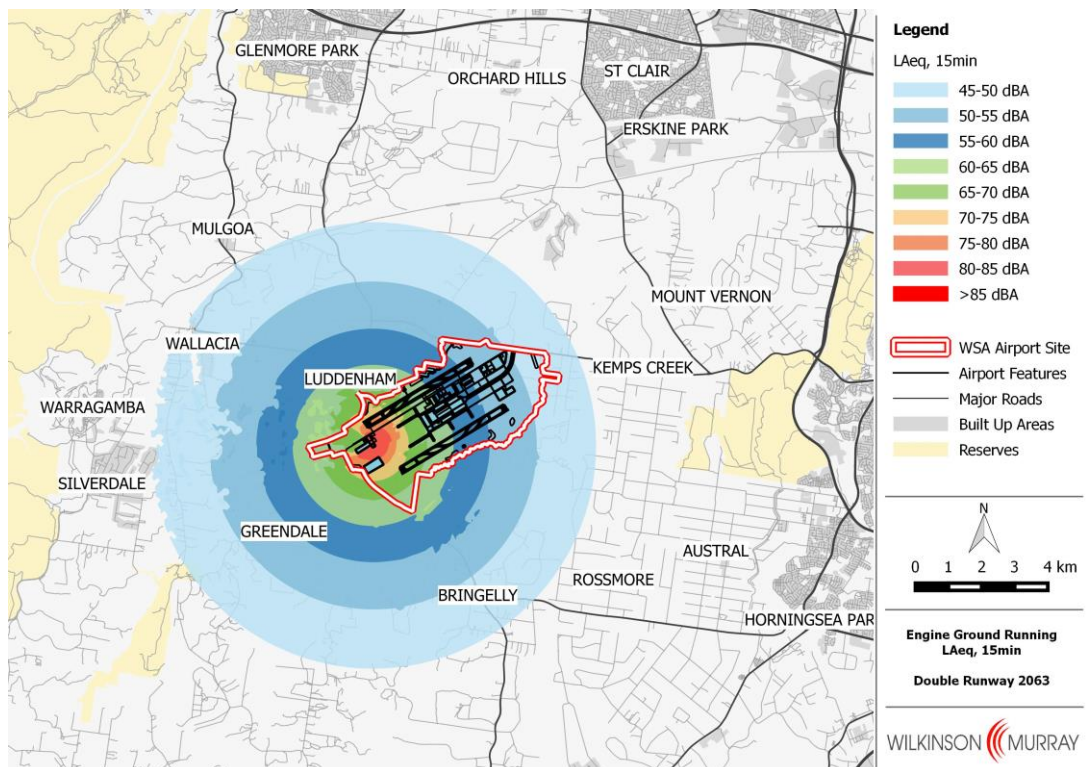 GLENMORE PARK
ORCHARD HILLS
ST CLAIR
ERSKINE PARK
MULGOA
MOUNT VERNON
WALLACIA
KEMPS CREEK
LUDDENHAM
WARRAGAMBA
SILVERDALE
GREENDALE
AUSTRAL
ROSSMORE
BRINGELLY
HORNINGSEA PAR
Legend
LAeq, 15min
45-50 dBA
50-55 dBA
55-60 dBA
60-65 dBA
65-70 dBA
70-75 dBA
75-80 dBA
80-85 dBA
>85 dBA
WSA Airport Site
Airport Features
Major Roads
Built Up Areas
Reserves
N
0 1 2 3 4 km
Engine Ground Running
LAeq, 15min
Double Runway 2063
WILKINSON MURRAY